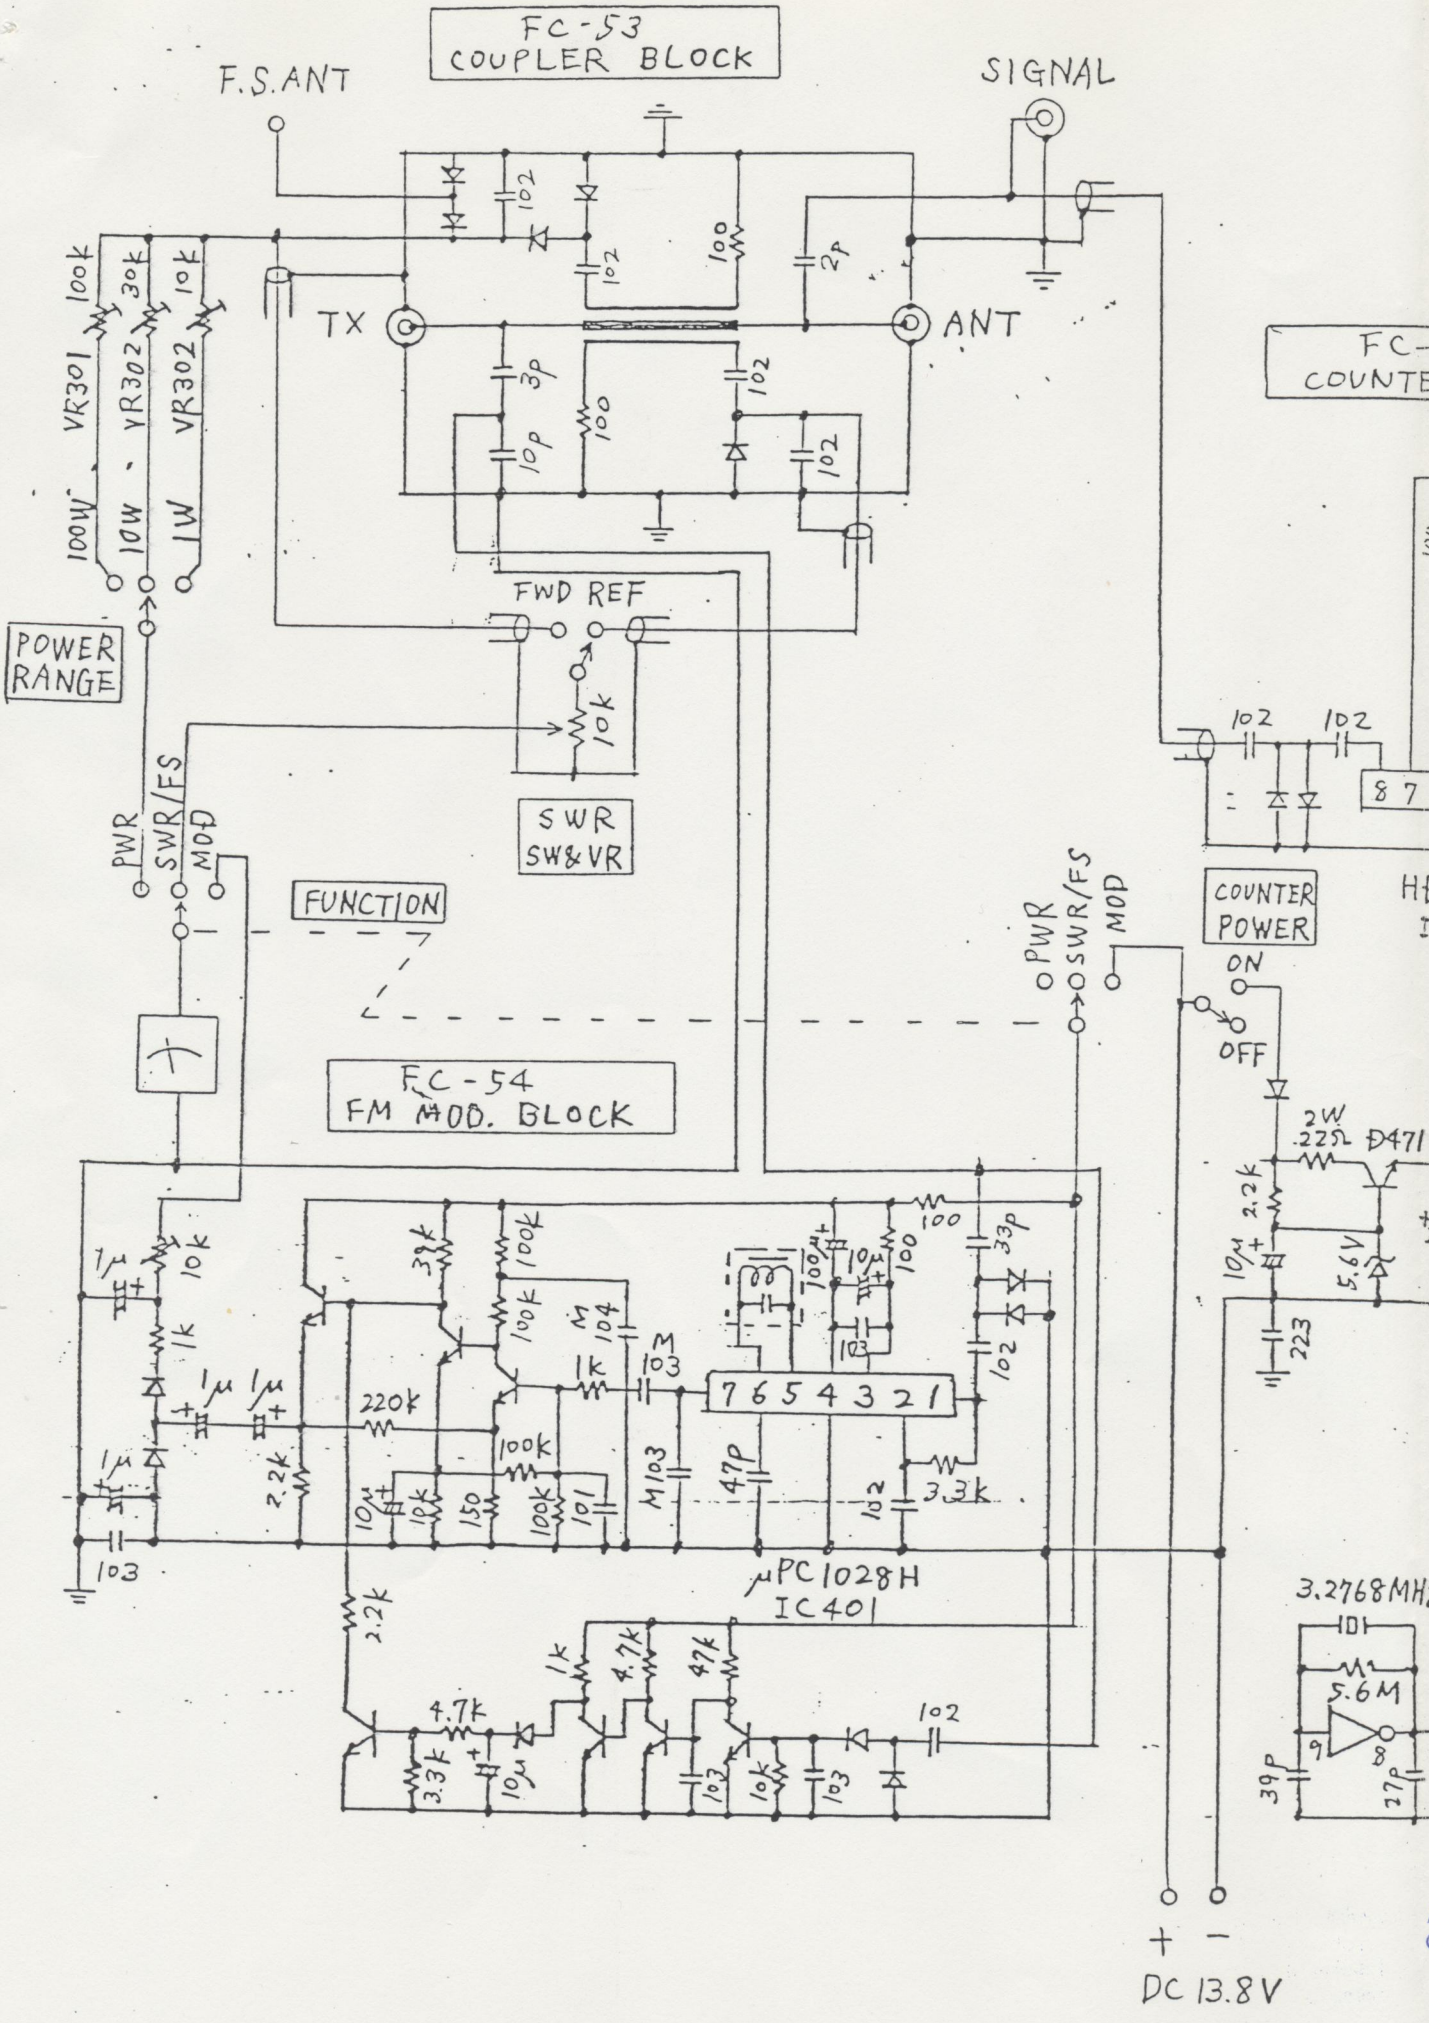 FC-53
COUPLER BLOCK
F.S.ANT
SIGNAL
102
102
100
2P
100k
30k
10k
TX
ANT
VR301
VR302
VR302
3P
102
10P
100
102
100W
10W
1W
FC-
COUNTE
FWD REF
POWER
RANGE
10k
SWR
SW&VR
PWR
SWR/FS
MOD
FUNCTION
102
102
8 7
PWR
SWR/FS
MOD
COUNTER
POWER
ON
OFF
FC-54
FM MOD. BLOCK
2W
22Ω
D471
2.2k
10μ +
5.6V
223
1μ
+
10k
1k
39k
100k
100k
M
104
1k
M
103
100μ +
10μ
+
100
100
103
33P
102
7 6 5 4 3 2 1
1μ
+
1μ
+
220k
100k
1μ
+
2.2k
10μ +
10k
150
100k
101
M103
47P
102
3.3k
103
μPC1028H
IC401
2.2k
1k
4.7k
47k
4.7k
3.3k
+
10μ
103
10k
103
102
3.2768MH
5.6M
9
8
39P
27P
+
-
DC 13.8V